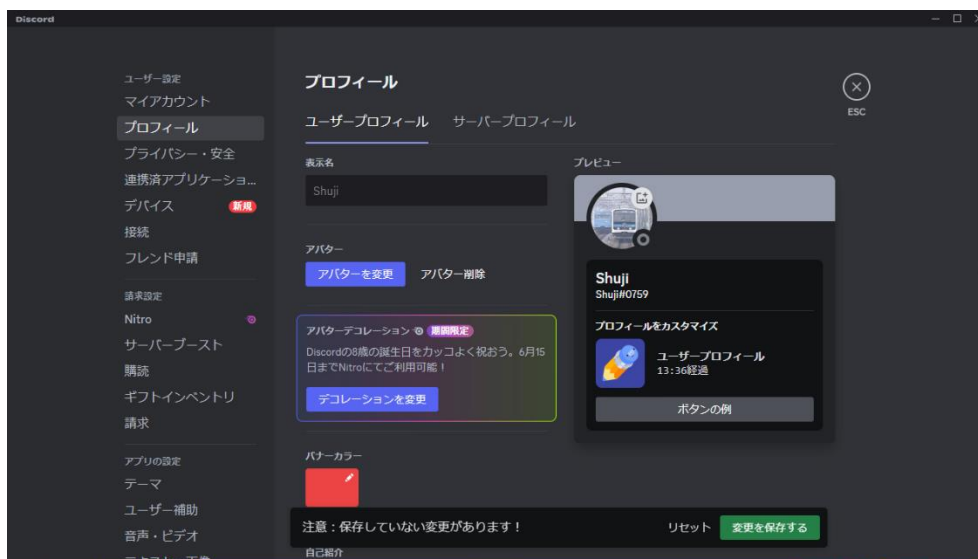 Discord
ユーザー設定
マイアカウント
プロフィール
プライバシー・安全
連携済アプリケーショ...
デバイス
新規
接続
フレンド申請
請求設定
Nitro
サーバーブースト
購読
ギフトインベントリ
請求
アプリの設定
テーマ
ユーザー補助
音声・ビデオ
プロフィール
ユーザープロフィール
サーバープロフィール
表示名
Shuji
アバター
アバターを変更
アバター削除
アバターデコレーション
期間限定
Discordの8歳の誕生日をカッコよく祝おう。6月15
日までNitroにてご利用可能！
デコレーションを変更
バナーカラー
自己紹介
プレビュー
Shuji
Shuji#0759
プロフィールをカスタマイズ
ユーザープロフィール
13:36経過
ボタンの例
ESC
注意：保存していない変更があります！
リセット
変更を保存する